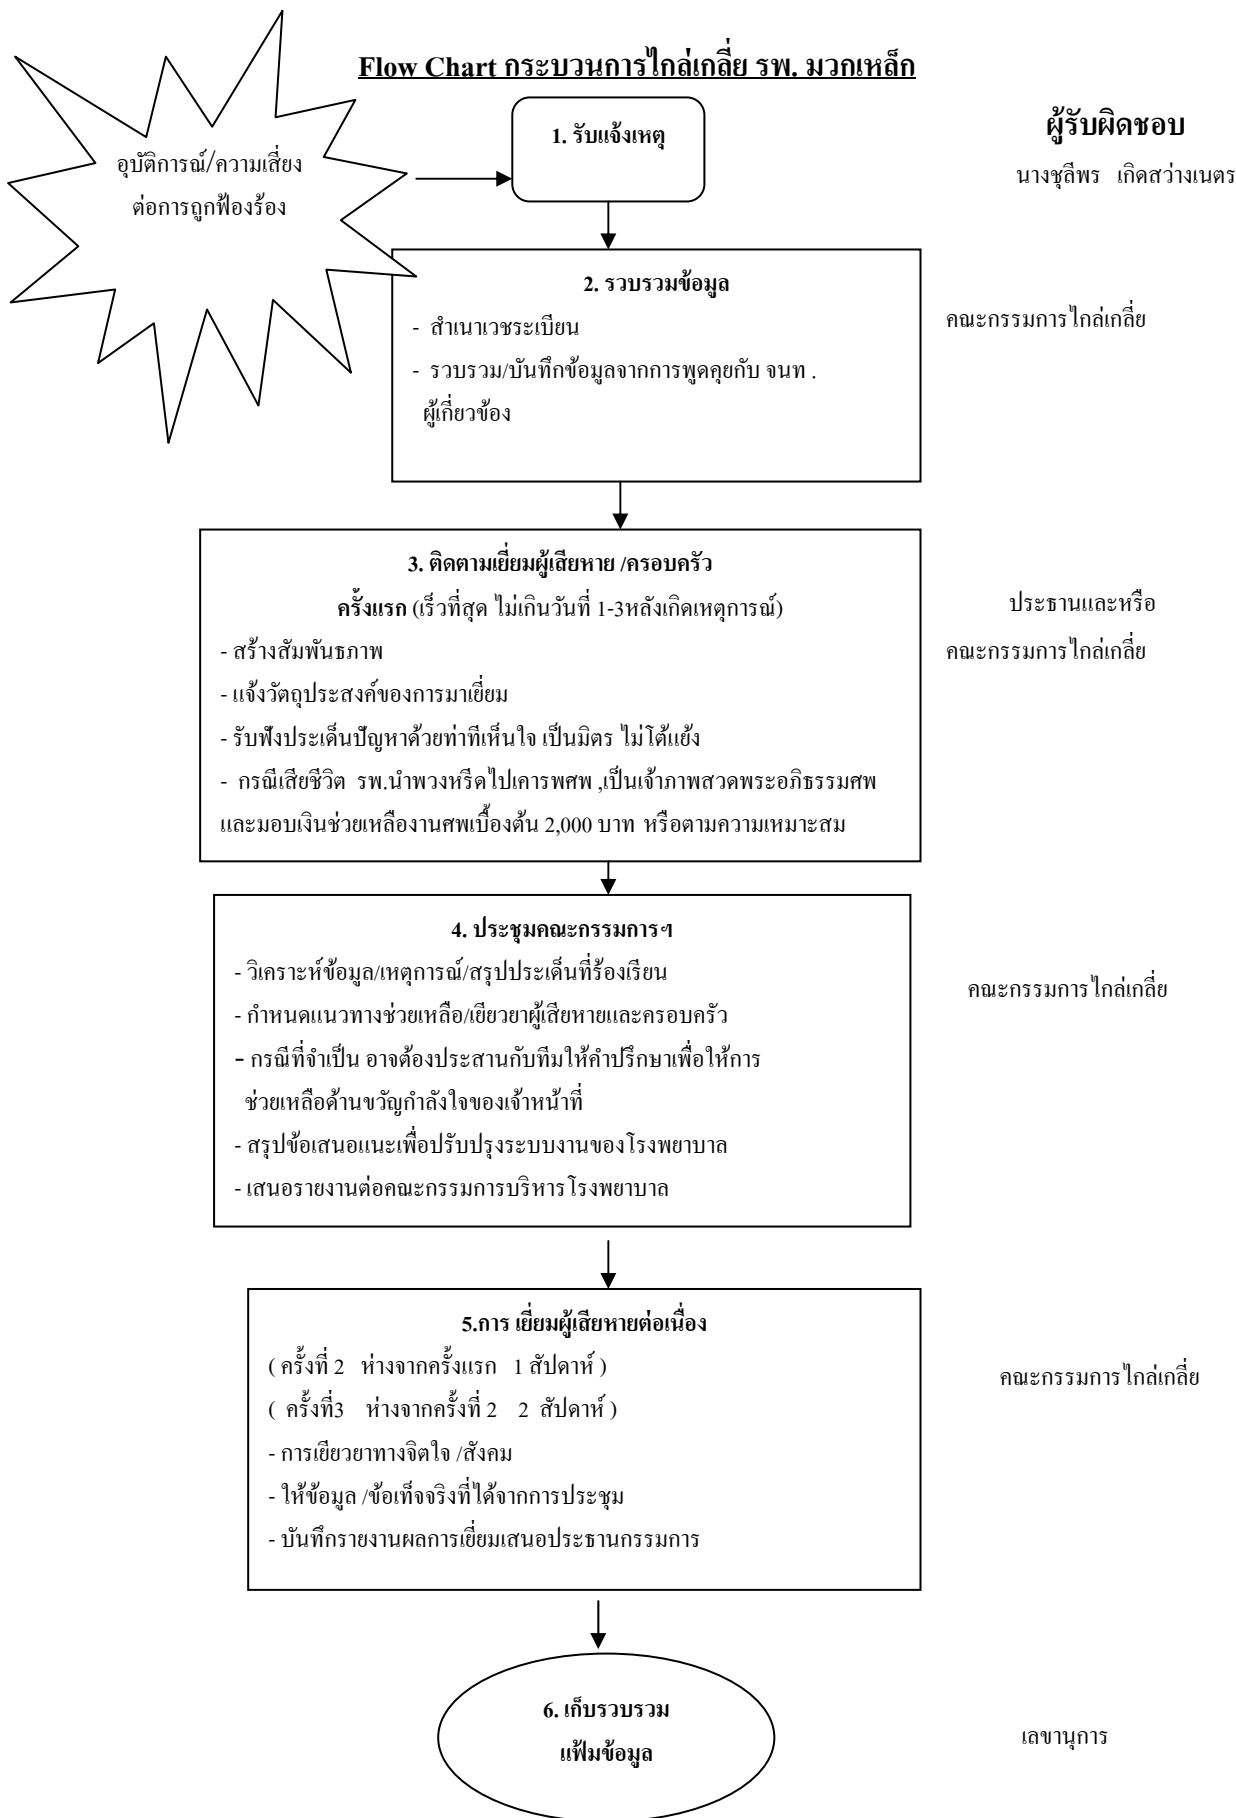 Flow Chart กระบวนการไกล่เกลี่ย รพ. มวกเหล็ก
ผู้รับผิดชอบ
อุบัติการณ์/ความเสี่ยง
ต่อการถูกฟ้องร้อง
1. รับแจ้งเหตุ
นางชุลีพร เกิดสว่างเนตร
2. รวบรวมข้อมูล
- สำเนาเวชระเบียน
- รวบรวม/บันทึกข้อมูลจากการพูดคุยกับ จนท .
ผู้เกี่ยวข้อง
คณะกรรมการไกล่เกลี่ย
3. ติดตามเยี่ยมผู้เสียหาย /ครอบครัว
ครั้งแรก (เร็วที่สุด ไม่เกินวันที่ 1-3หลังเกิดเหตุการณ์)
- สร้างสัมพันธภาพ
- แจ้งวัตถุประสงค์ของการมาเยี่ยม
- รับฟังประเด็นปัญหาด้วยท่าทีเห็นใจ เป็นมิตร ไม่โต้แย้ง
- กรณีเสียชีวิต รพ.นำพวงหรีดไปเคารพศพ ,เป็นเจ้าภาพสวดพระอภิธรรมศพ
และมอบเงินช่วยเหลืองานศพเบื้องต้น 2,000 บาท หรือตามความเหมาะสม
ประธานและหรือ
คณะกรรมการไกล่เกลี่ย
4. ประชุมคณะกรรมการฯ
- วิเคราะห์ข้อมูล/เหตุการณ์/สรุปประเด็นที่ร้องเรียน
- กำหนดแนวทางช่วยเหลือ/เยียวยาผู้เสียหายและครอบครัว
- กรณีที่จำเป็น อาจต้องประสานกับทีมให้คำปรึกษาเพื่อให้การ
ช่วยเหลือด้านขวัญกำลังใจของเจ้าหน้าที่
- สรุปข้อเสนอแนะเพื่อปรับปรุงระบบงานของโรงพยาบาล
- เสนอรายงานต่อคณะกรรมการบริหารโรงพยาบาล
คณะกรรมการไกล่เกลี่ย
5.การ เยี่ยมผู้เสียหายต่อเนื่อง
( ครั้งที่ 2 ห่างจากครั้งแรก 1 สัปดาห์ )
( ครั้งที่3 ห่างจากครั้งที่ 2 2 สัปดาห์ )
- การเยียวยาทางจิตใจ /สังคม
- ให้ข้อมูล /ข้อเท็จจริงที่ได้จากการประชุม
- บันทึกรายงานผลการเยี่ยมเสนอประธานกรรมการ
คณะกรรมการไกล่เกลี่ย
6. เก็บรวบรวม
แฟ้มข้อมูล
เลขานุการ